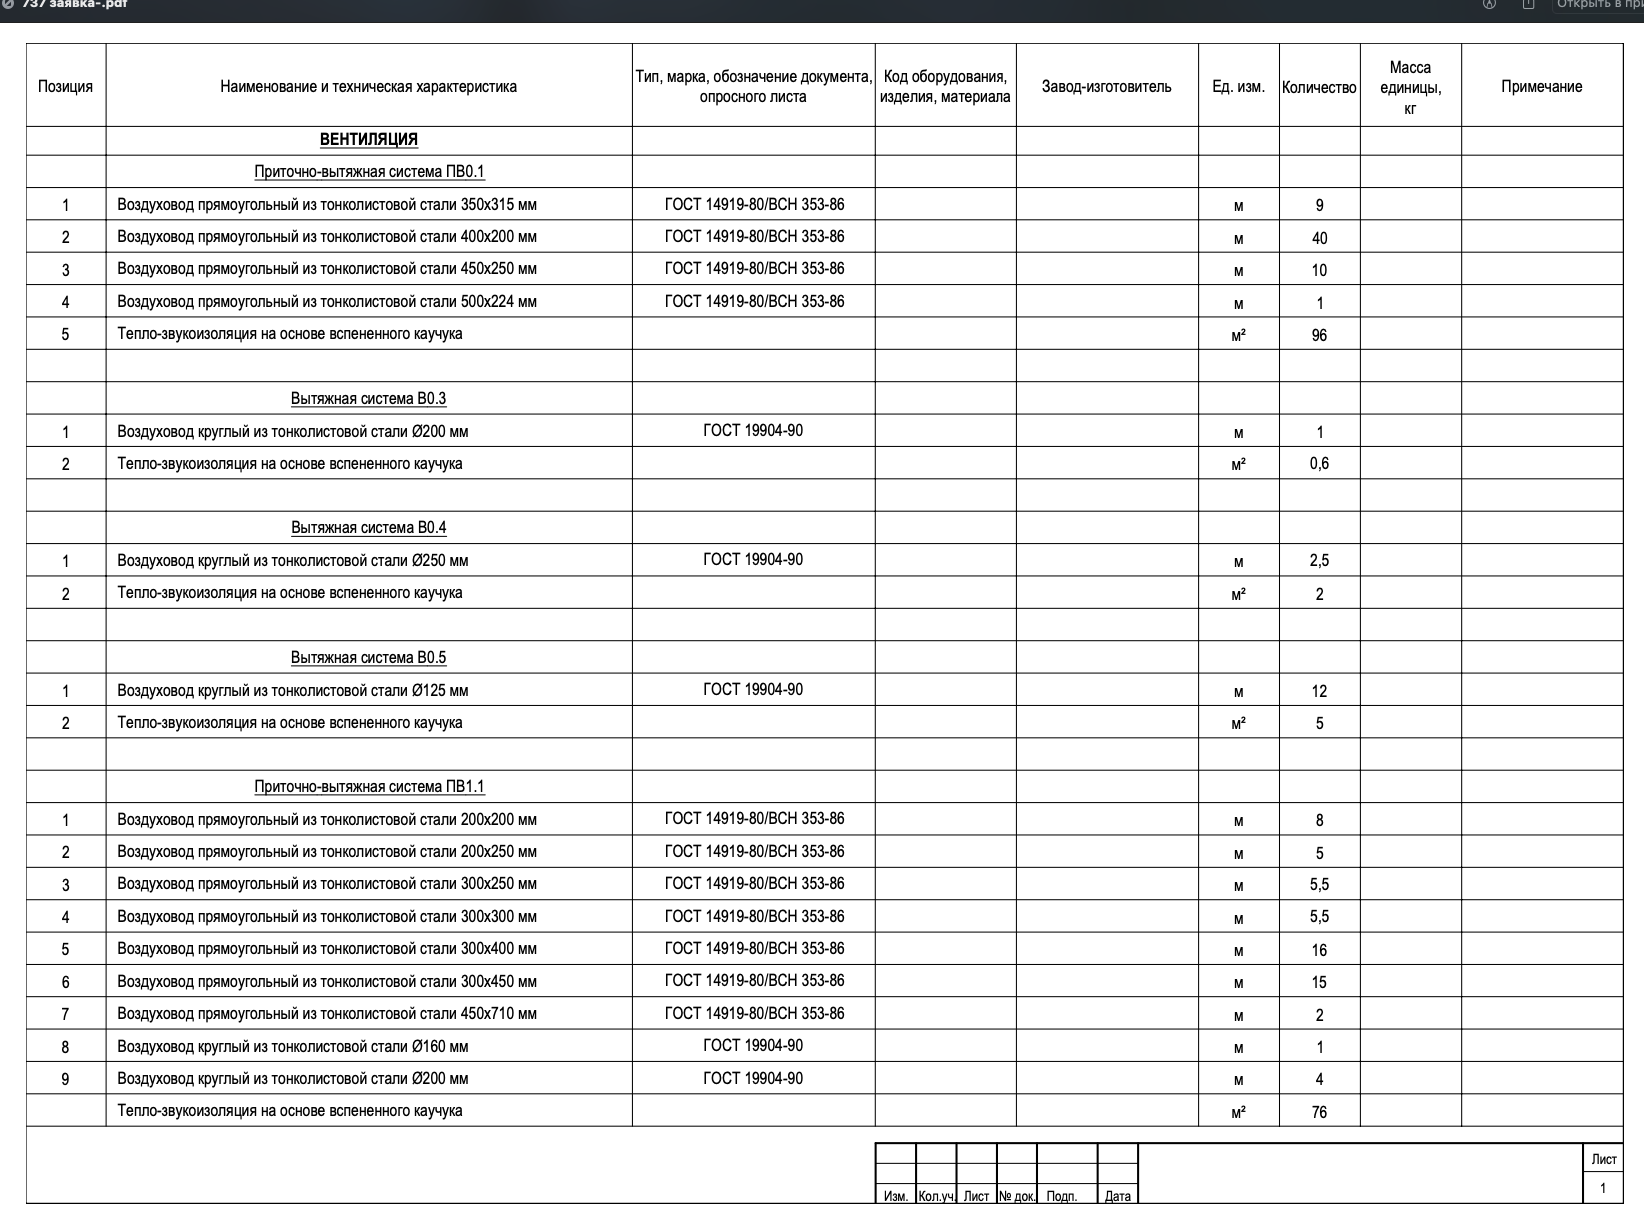 737 заявка-.pdf
Открыть в при
Позиция
Наименование и техническая характеристика
Тип, марка, обозначение документа,
опросного листа
Код оборудования,
изделия, материала
Завод-изготовитель
Ед. изм.
Количество
Масса
единицы,
кг
Примечание
ВЕНТИЛЯЦИЯ
Приточно-вытяжная система ПВ0.1
1 Воздуховод прямоугольный из тонколистовой стали 350х315 мм ГОСТ 14919-80/ВСН 353-86 м 9
2 Воздуховод прямоугольный из тонколистовой стали 400х200 мм ГОСТ 14919-80/ВСН 353-86 м 40
3 Воздуховод прямоугольный из тонколистовой стали 450х250 мм ГОСТ 14919-80/ВСН 353-86 м 10
4 Воздуховод прямоугольный из тонколистовой стали 500х224 мм ГОСТ 14919-80/ВСН 353-86 м 1
5 Тепло-звукоизоляция на основе вспененного каучука м² 96
Вытяжная система В0.3
1 Воздуховод круглый из тонколистовой стали Ø200 мм ГОСТ 19904-90 м 1
2 Тепло-звукоизоляция на основе вспененного каучука м² 0,6
Вытяжная система В0.4
1 Воздуховод круглый из тонколистовой стали Ø250 мм ГОСТ 19904-90 м 2,5
2 Тепло-звукоизоляция на основе вспененного каучука м² 2
Вытяжная система В0.5
1 Воздуховод круглый из тонколистовой стали Ø125 мм ГОСТ 19904-90 м 12
2 Тепло-звукоизоляция на основе вспененного каучука м² 5
Приточно-вытяжная система ПВ1.1
1 Воздуховод прямоугольный из тонколистовой стали 200х200 мм ГОСТ 14919-80/ВСН 353-86 м 8
2 Воздуховод прямоугольный из тонколистовой стали 200х250 мм ГОСТ 14919-80/ВСН 353-86 м 5
3 Воздуховод прямоугольный из тонколистовой стали 300х250 мм ГОСТ 14919-80/ВСН 353-86 м 5,5
4 Воздуховод прямоугольный из тонколистовой стали 300х300 мм ГОСТ 14919-80/ВСН 353-86 м 5,5
5 Воздуховод прямоугольный из тонколистовой стали 300х400 мм ГОСТ 14919-80/ВСН 353-86 м 16
6 Воздуховод прямоугольный из тонколистовой стали 300х450 мм ГОСТ 14919-80/ВСН 353-86 м 15
7 Воздуховод прямоугольный из тонколистовой стали 450х710 мм ГОСТ 14919-80/ВСН 353-86 м 2
8 Воздуховод круглый из тонколистовой стали Ø160 мм ГОСТ 19904-90 м 1
9 Воздуховод круглый из тонколистовой стали Ø200 мм ГОСТ 19904-90 м 4
Тепло-звукоизоляция на основе вспененного каучука м² 76
Лист
1
Изм. Кол.уч. Лист № док. Подп. Дата